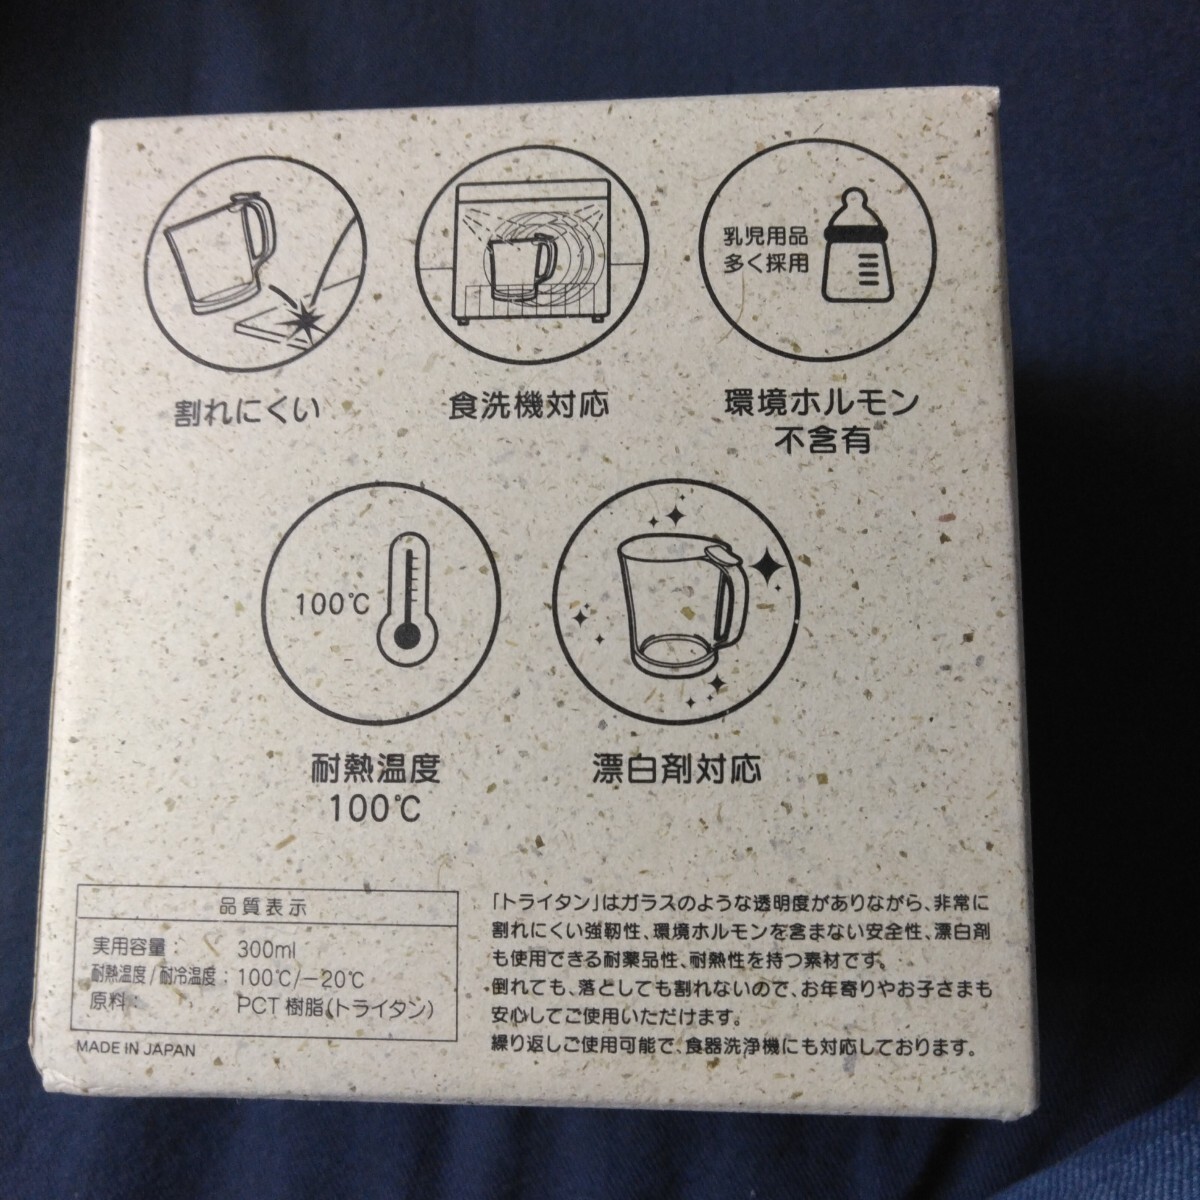 乳児用品
多く採用
割れにくい
食洗機対応
環境ホルモン
不含有
100℃
耐熱温度
100℃
漂白剤対応
品質表示
実用容量： 300ml
耐熱温度/耐冷温度：100℃/－20℃
原料： PCT樹脂(トライタン)
MADE IN JAPAN
「トライタン」はガラスのような透明度がありながら、非常に
割れにくい強靭性、環境ホルモンを含まない安全性、漂白剤
も使用できる耐薬品性、耐熱性を持つ素材です。
倒れても、落としても割れないので、お年寄りやお子さまも
安心してご使用いただけます。
繰り返しご使用可能で、食器洗浄機にも対応しております。